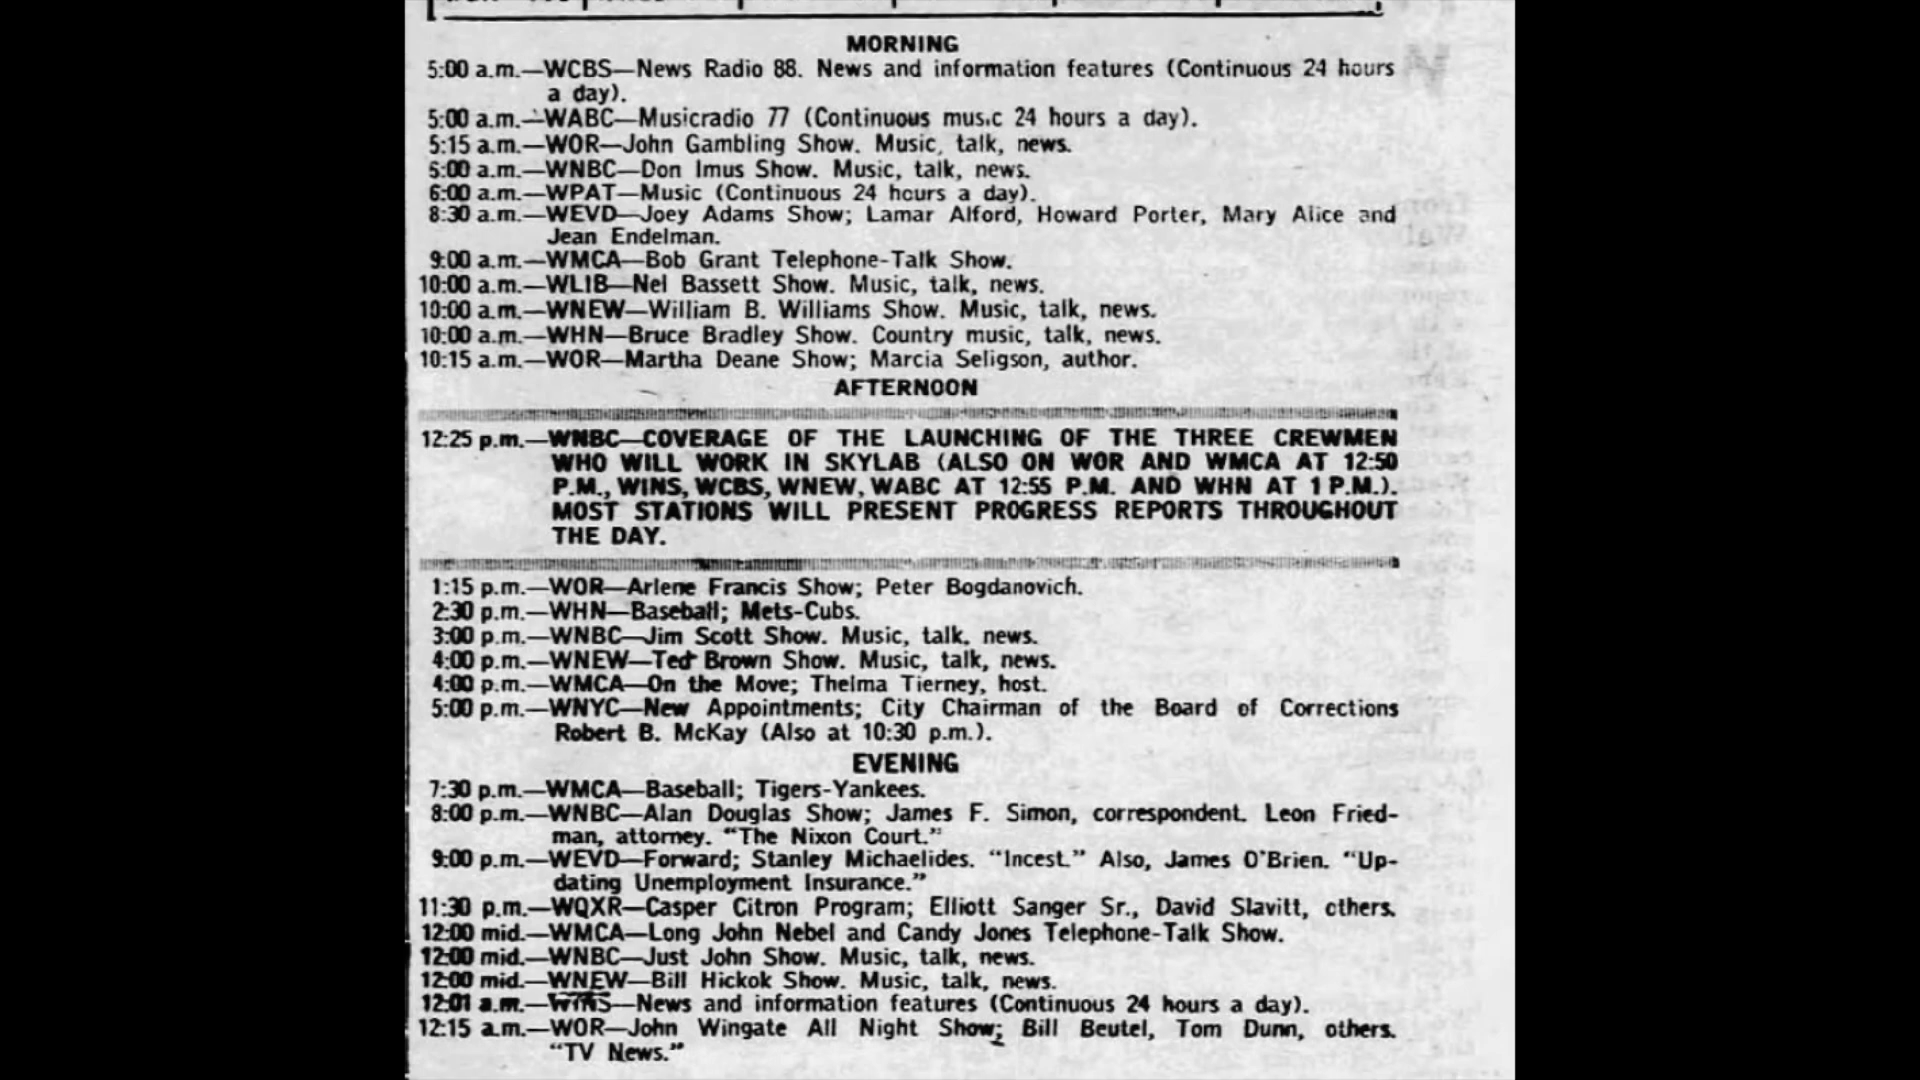 MORNING
5:00 a.m.—WCBS—News Radio 88. News and information features (Continuous 24 hours
a day).
5:00 a.m.—WABC—Musicradio 77 (Continuous music 24 hours a day).
5:15 a.m.—WOR—John Gambling Show. Music, talk, news.
6:00 a.m.—WNBC—Don Imus Show. Music, talk, news.
6:00 a.m.—WPAT—Music (Continuous 24 hours a day).
8:30 a.m.—WEVD—Joey Adams Show; Lamar Alford, Howard Porter, Mary Alice and
Jean Endelman.
9:00 a.m.—WMCA—Bob Grant Telephone-Talk Show.
10:00 a.m.—WLIB—Nel Bassett Show. Music, talk, news.
10:00 a.m.—WNEW—William B. Williams Show. Music, talk, news.
10:00 a.m.—WHN—Bruce Bradley Show. Country music, talk, news.
10:15 a.m.—WOR—Martha Deane Show; Marcia Seligson, author.
AFTERNOON
12:25 p.m.—WNBC—COVERAGE OF THE LAUNCHING OF THE THREE CREWMEN
WHO WILL WORK IN SKYLAB (ALSO ON WOR AND WMCA AT 12:50
P.M., WINS, WCBS, WNEW, WABC AT 12:55 P.M. AND WHN AT 1 P.M.).
MOST STATIONS WILL PRESENT PROGRESS REPORTS THROUGHOUT
THE DAY.
1:15 p.m.—WOR—Arlene Francis Show; Peter Bogdanovich.
2:30 p.m.—WHN—Baseball; Mets-Cubs.
3:00 p.m.—WNBC—Jim Scott Show. Music, talk, news.
4:00 p.m.—WNEW—Ted Brown Show. Music, talk, news.
4:00 p.m.—WMCA—On the Move; Thelma Tierney, host.
5:00 p.m.—WNYC—New Appointments; City Chairman of the Board of Corrections
Robert B. McKay (Also at 10:30 p.m.).
EVENING
7:30 p.m.—WMCA—Baseball; Tigers-Yankees.
8:00 p.m.—WNBC—Alan Douglas Show; James F. Simon, correspondent. Leon Fried-
man, attorney. "The Nixon Court."
9:00 p.m.—WEVD—Forward; Stanley Michaelides. "Incest." Also, James O'Brien. "Up-
dating Unemployment Insurance."
11:30 p.m.—WQXR—Casper Citron Program; Elliott Sanger Sr., David Slavitt, others.
12:00 mid.—WMCA—Long John Nebel and Candy Jones Telephone-Talk Show.
12:00 mid.—WNBC—Just John Show. Music, talk, news.
12:00 mid.—WNEW—Bill Hickok Show. Music, talk, news.
12:01 a.m.—WINS—News and information features (Continuous 24 hours a day).
12:15 a.m.—WOR—John Wingate All Night Show; Bill Beutel, Tom Dunn, others.
"TV News."